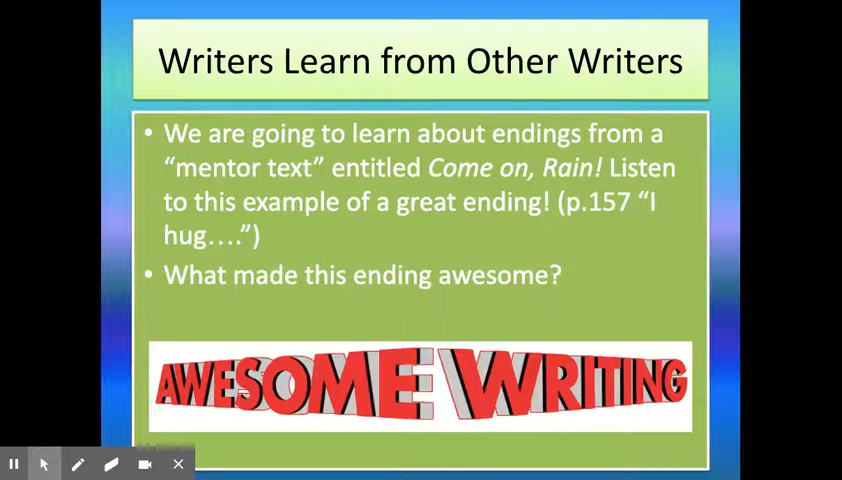 Writers Learn from Other Writers
• We are going to learn about endings from a
“mentor text” entitled Come on, Rain! Listen
to this example of a great ending! (p.157 “I
hug….”)
• What made this ending awesome?
AWESOME WRITING